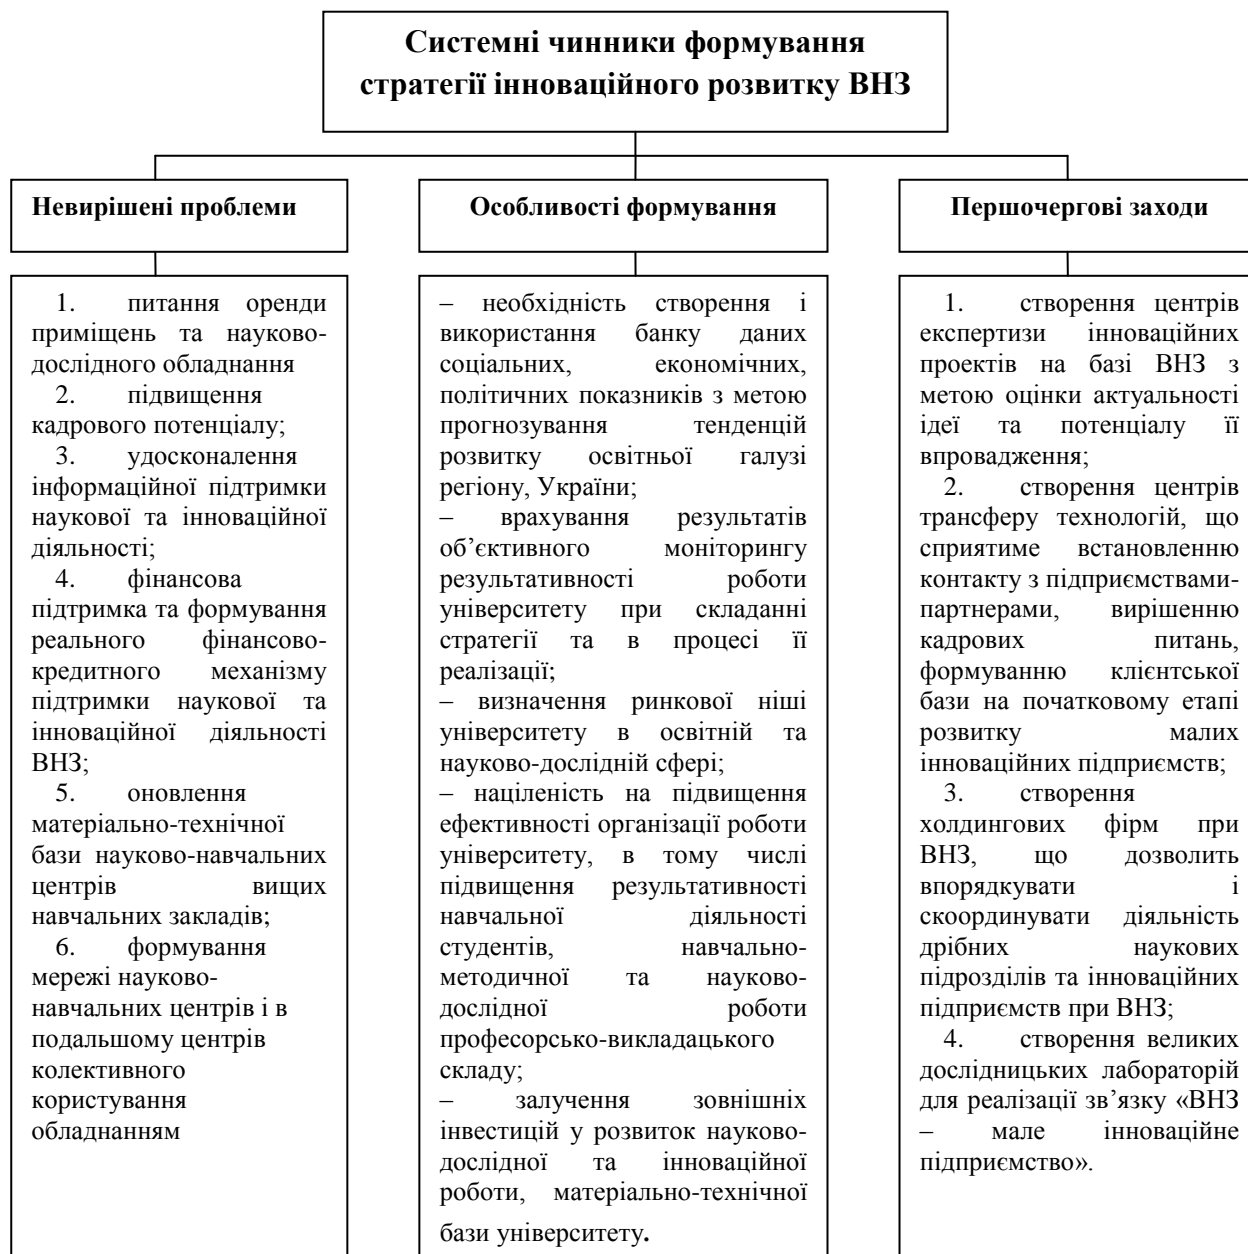 Системні чинники формування
стратегії інноваційного розвитку ВНЗ
Невирішені проблеми
1. питання оренди
приміщень та науково-
дослідного обладнання
2. підвищення
кадрового потенціалу;
3. удосконалення
інформаційної підтримки
наукової та інноваційної
діяльності;
4. фінансова
підтримка та формування
реального фінансово-
кредитного механізму
підтримки наукової та
інноваційної діяльності
ВНЗ;
5. оновлення
матеріально-технічної
бази науково-навчальних
центрів вищих
навчальних закладів;
6. формування
мережі науково-
навчальних центрів і в
подальшому центрів
колективного
користування
обладнанням
Особливості формування
– необхідність створення і
використання банку даних
соціальних, економічних,
політичних показників з метою
прогнозування тенденцій
розвитку освітньої галузі
регіону, України;
– врахування результатів
об’єктивного моніторингу
результативності роботи
університету при складанні
стратегії та в процесі її
реалізації;
– визначення ринкової ніші
університету в освітній та
науково-дослідній сфері;
– націленість на підвищення
ефективності організації роботи
університету, в тому числі
підвищення результативності
навчальної діяльності
студентів, навчально-
методичної та науково-
дослідної роботи
професорсько-викладацького
складу;
– залучення зовнішніх
інвестицій у розвиток науково-
дослідної та інноваційної
роботи, матеріально-технічної
бази університету.
Першочергові заходи
1. створення центрів
експертизи інноваційних
проектів на базі ВНЗ з
метою оцінки актуальності
ідеї та потенціалу її
впровадження;
2. створення центрів
трансферу технологій, що
сприятиме встановленню
контакту з підприємствами-
партнерами, вирішенню
кадрових питань,
формуванню клієнтської
бази на початковому етапі
розвитку малих
інноваційних підприємств;
3. створення
холдингових фірм при
ВНЗ, що дозволить
впорядкувати і
скоординувати діяльність
дрібних наукових
підрозділів та інноваційних
підприємств при ВНЗ;
4. створення великих
дослідницьких лабораторій
для реалізації зв’язку «ВНЗ
– мале інноваційне
підприємство».